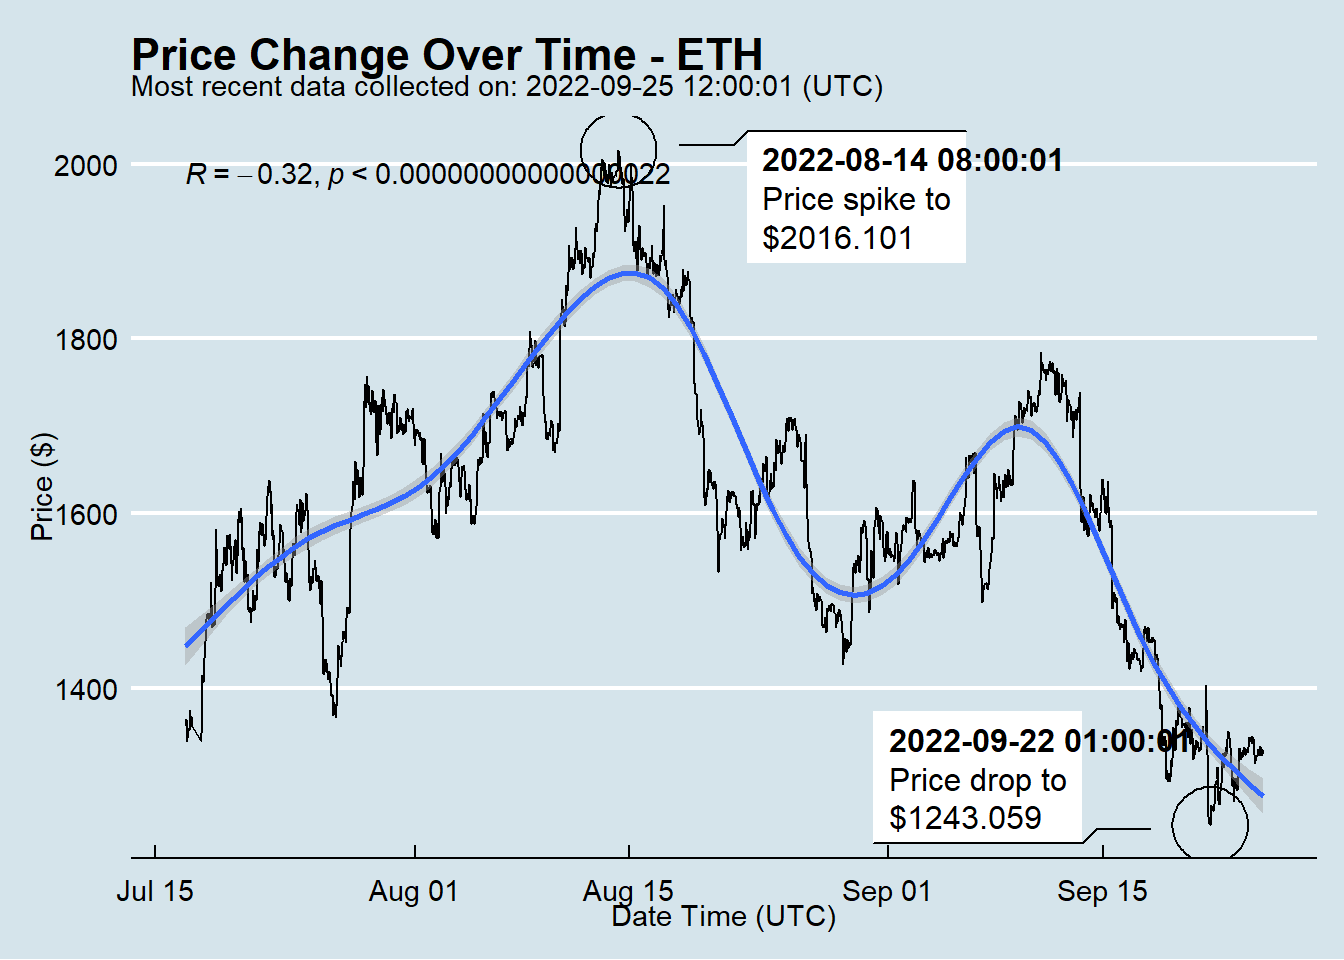 Price Change Over Time - ETH
Most recent data collected on: 2022-09-25 12:00:01 (UTC)
2022-08-14 08:00:01
Price spike to
$2016.101
R = −0.32, p < 0.00000000000000022
2000
1800
1600
1400
Price ($)
2022-09-22 01:00:01
Price drop to
$1243.059
Jul 15
Aug 01
Aug 15
Sep 01
Sep 15
Date Time (UTC)